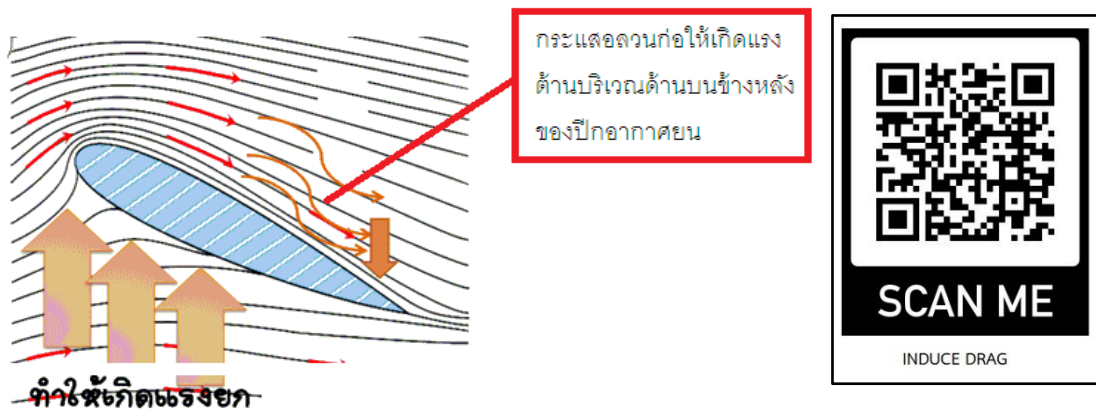 กระแสอลวนก่อให้เกิดแรง
ต้านบริเวณด้านบนข้างหลัง
ของปีกอากาศยน
ทำให้เกิดแรงยก
SCAN ME
INDUCE DRAG